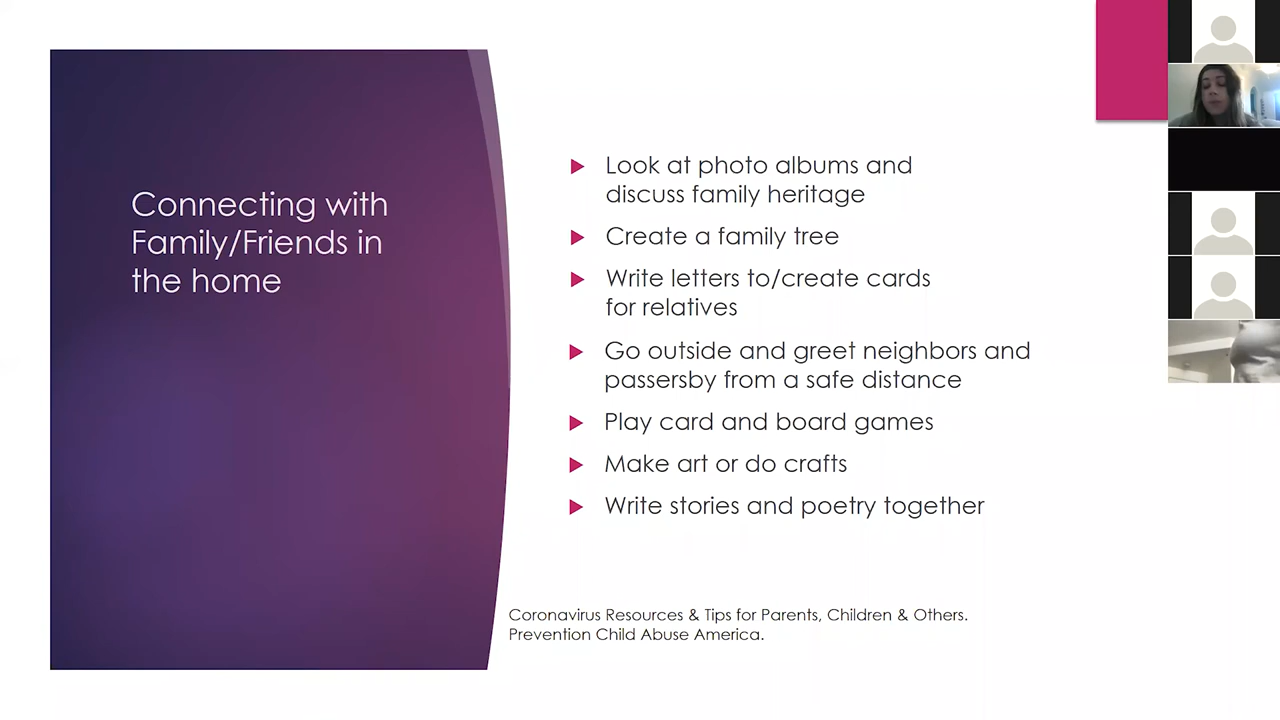 Connecting with
Family/Friends in
the home
Look at photo albums and
discuss family heritage
Create a family tree
Write letters to/create cards
for relatives
Go outside and greet neighbors and
passersby from a safe distance
Play card and board games
Make art or do crafts
Write stories and poetry together
Coronavirus Resources & Tips for Parents, Children & Others.
Prevention Child Abuse America.